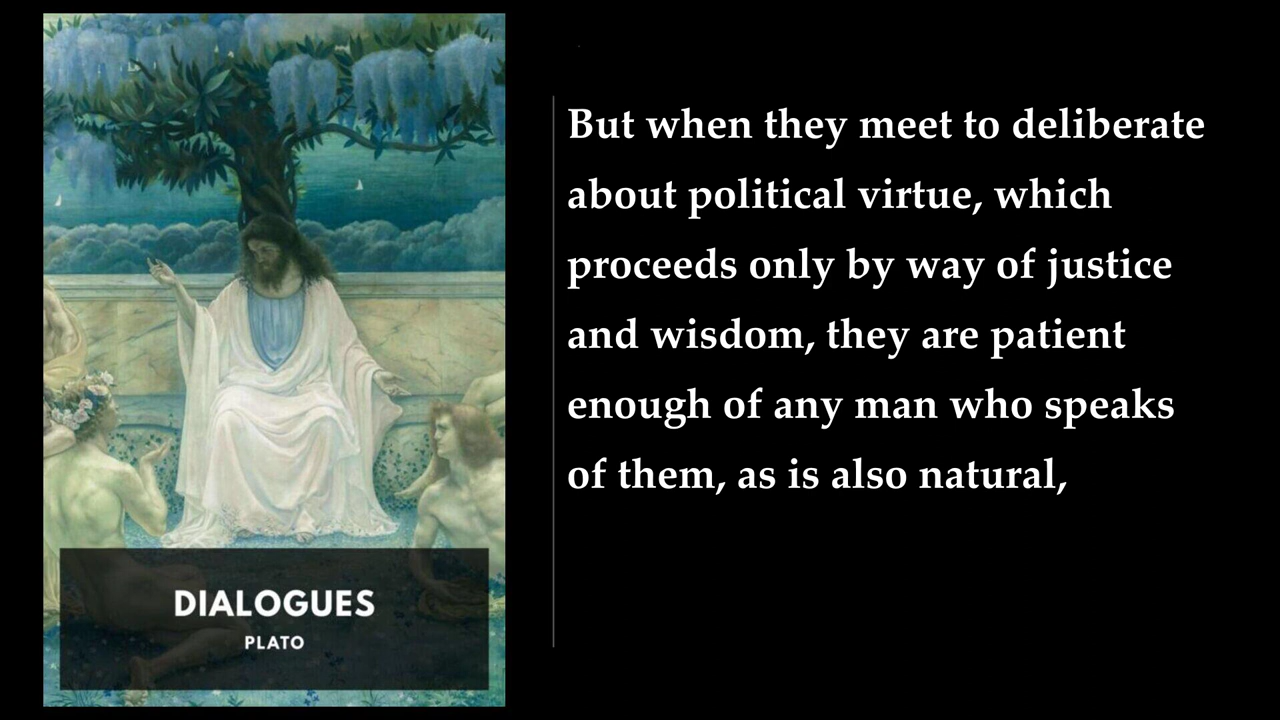 DIALOGUES
PLATO
But when they meet to deliberate
about political virtue, which
proceeds only by way of justice
and wisdom, they are patient
enough of any man who speaks
of them, as is also natural,